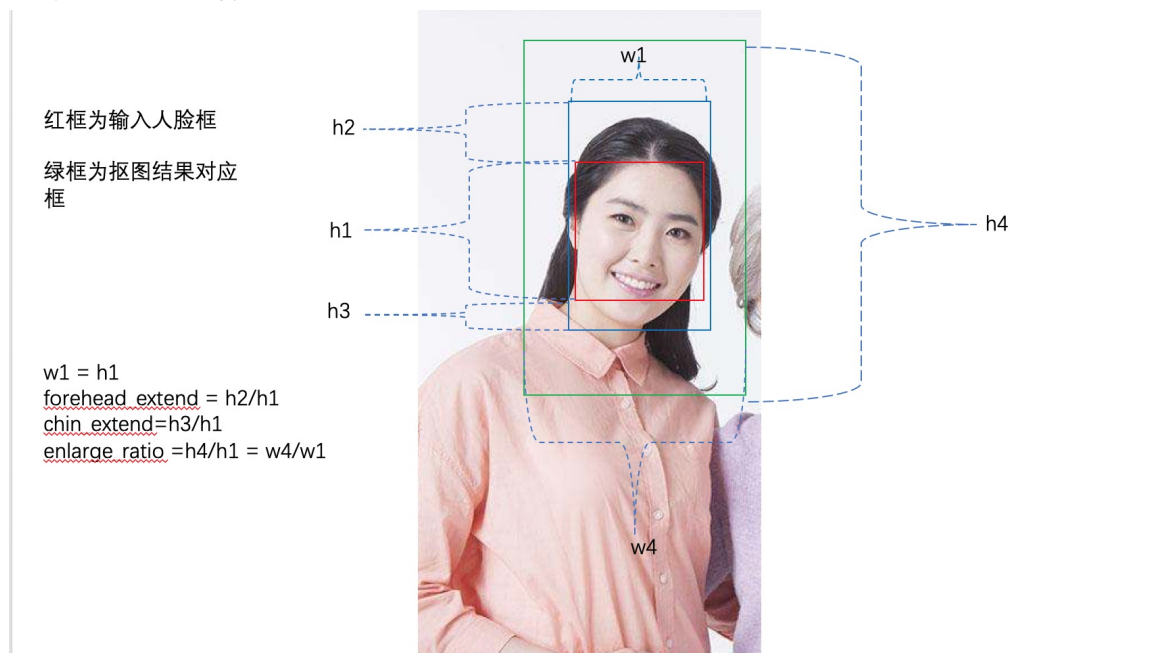 红框为输入人脸框
绿框为抠图结果对应
框
w1
h2
h1
h3
h4
w4
w1 = h1
forehead_extend = h2/h1
chin_extend=h3/h1
enlarge_ratio =h4/h1 = w4/w1